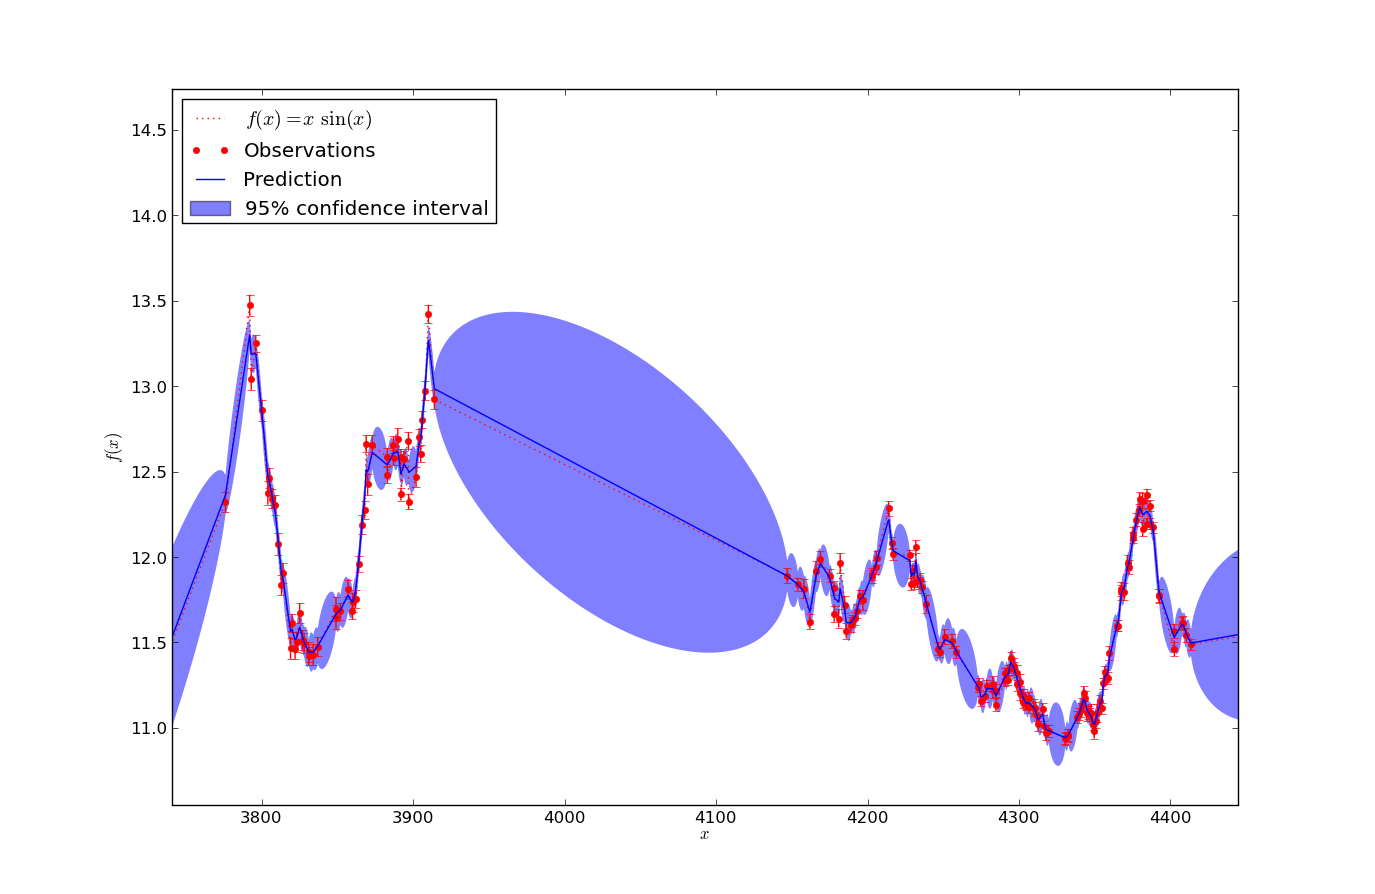 f(x) = x sin(x)
Observations
Prediction
95% confidence interval
14.5
14.0
13.5
13.0
12.5
12.0
11.5
11.0
f(x)
3800 3900 4000 4100 4200 4300 4400
x